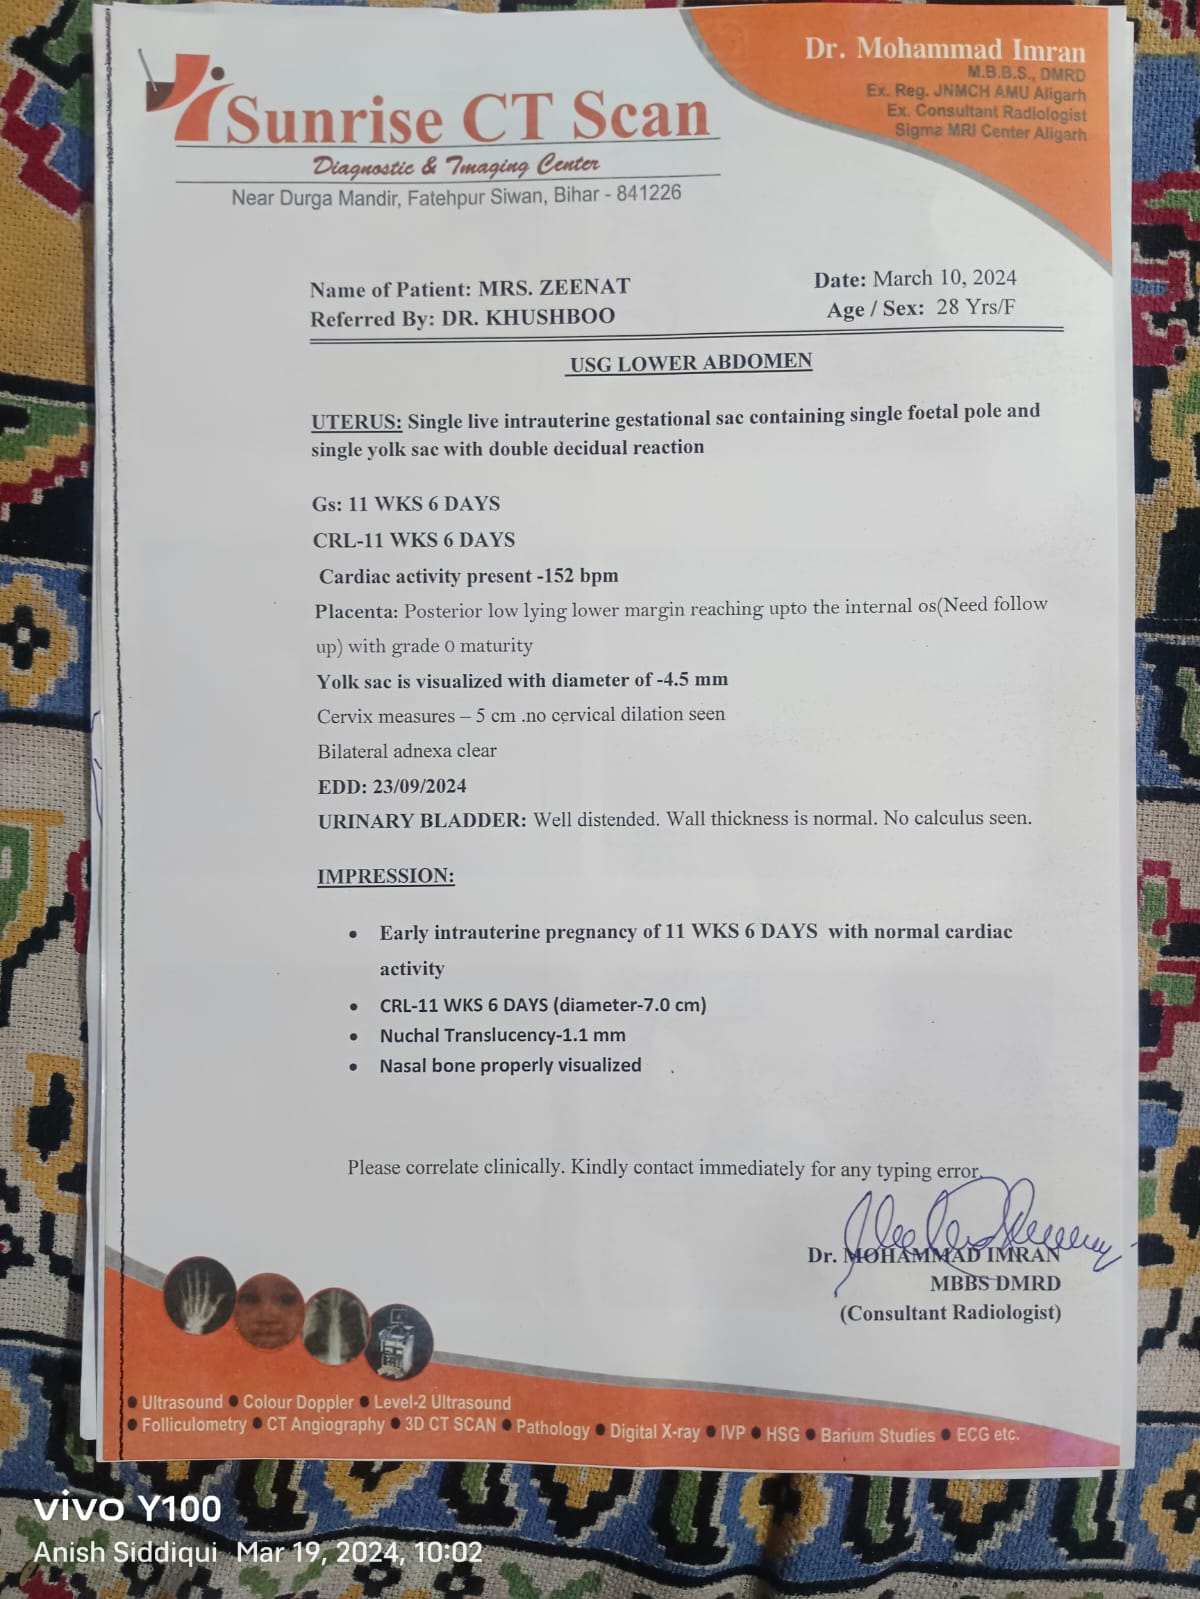 Sunrise CT Scan
Diagnostic & Imaging Center
Near Durga Mandir, Fatehpur Siwan, Bihar - 841226
Dr. Mohammad Imran
M.B.B.S., DMRD
Ex. Reg. JNMCH AMU Aligarh
Ex. Consultant Radiologist
Sigma MRI Center Aligarh
Name of Patient: MRS. ZEENAT
Date: March 10, 2024
Referred By: DR. KHUSHBOO
Age / Sex: 28 Yrs/F
USG LOWER ABDOMEN
UTERUS: Single live intrauterine gestational sac containing single foetal pole and
single yolk sac with double decidual reaction
Gs: 11 WKS 6 DAYS
CRL-11 WKS 6 DAYS
Cardiac activity present -152 bpm
Placenta: Posterior low lying lower margin reaching upto the internal os(Need follow
up) with grade 0 maturity
Yolk sac is visualized with diameter of -4.5 mm
Cervix measures – 5 cm .no cervical dilation seen
Bilateral adnexa clear
EDD: 23/09/2024
URINARY BLADDER: Well distended. Wall thickness is normal. No calculus seen.
IMPRESSION:
• Early intrauterine pregnancy of 11 WKS 6 DAYS with normal cardiac
activity
• CRL-11 WKS 6 DAYS (diameter-7.0 cm)
• Nuchal Translucency-1.1 mm
• Nasal bone properly visualized
Please correlate clinically. Kindly contact immediately for any typing error.
Dr. MOHAMMAD IMRAN
MBBS DMRD
(Consultant Radiologist)
• Ultrasound • Colour Doppler • Level-2 Ultrasound
• Folliculometry • CT Angiography • 3D CT SCAN • Pathology • Digital X-ray • IVP • HSG • Barium Studies • ECG etc.
vivo Y100
Anish Siddiqui Mar 19, 2024, 10:02